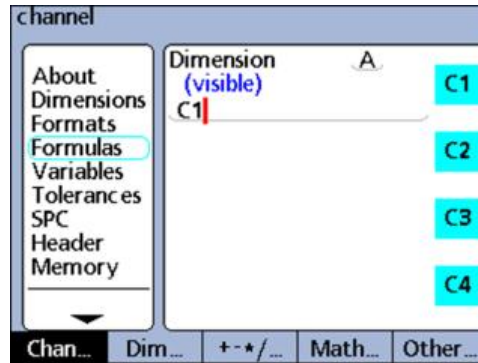 channel
About
Dimensions
Formats
Formulas
Variables
Tolerances
SPC
Header
Memory
Dimension A
(visible)
C1
C1
C2
C3
C4
Chan... Dim... +-*/... Math... Other...